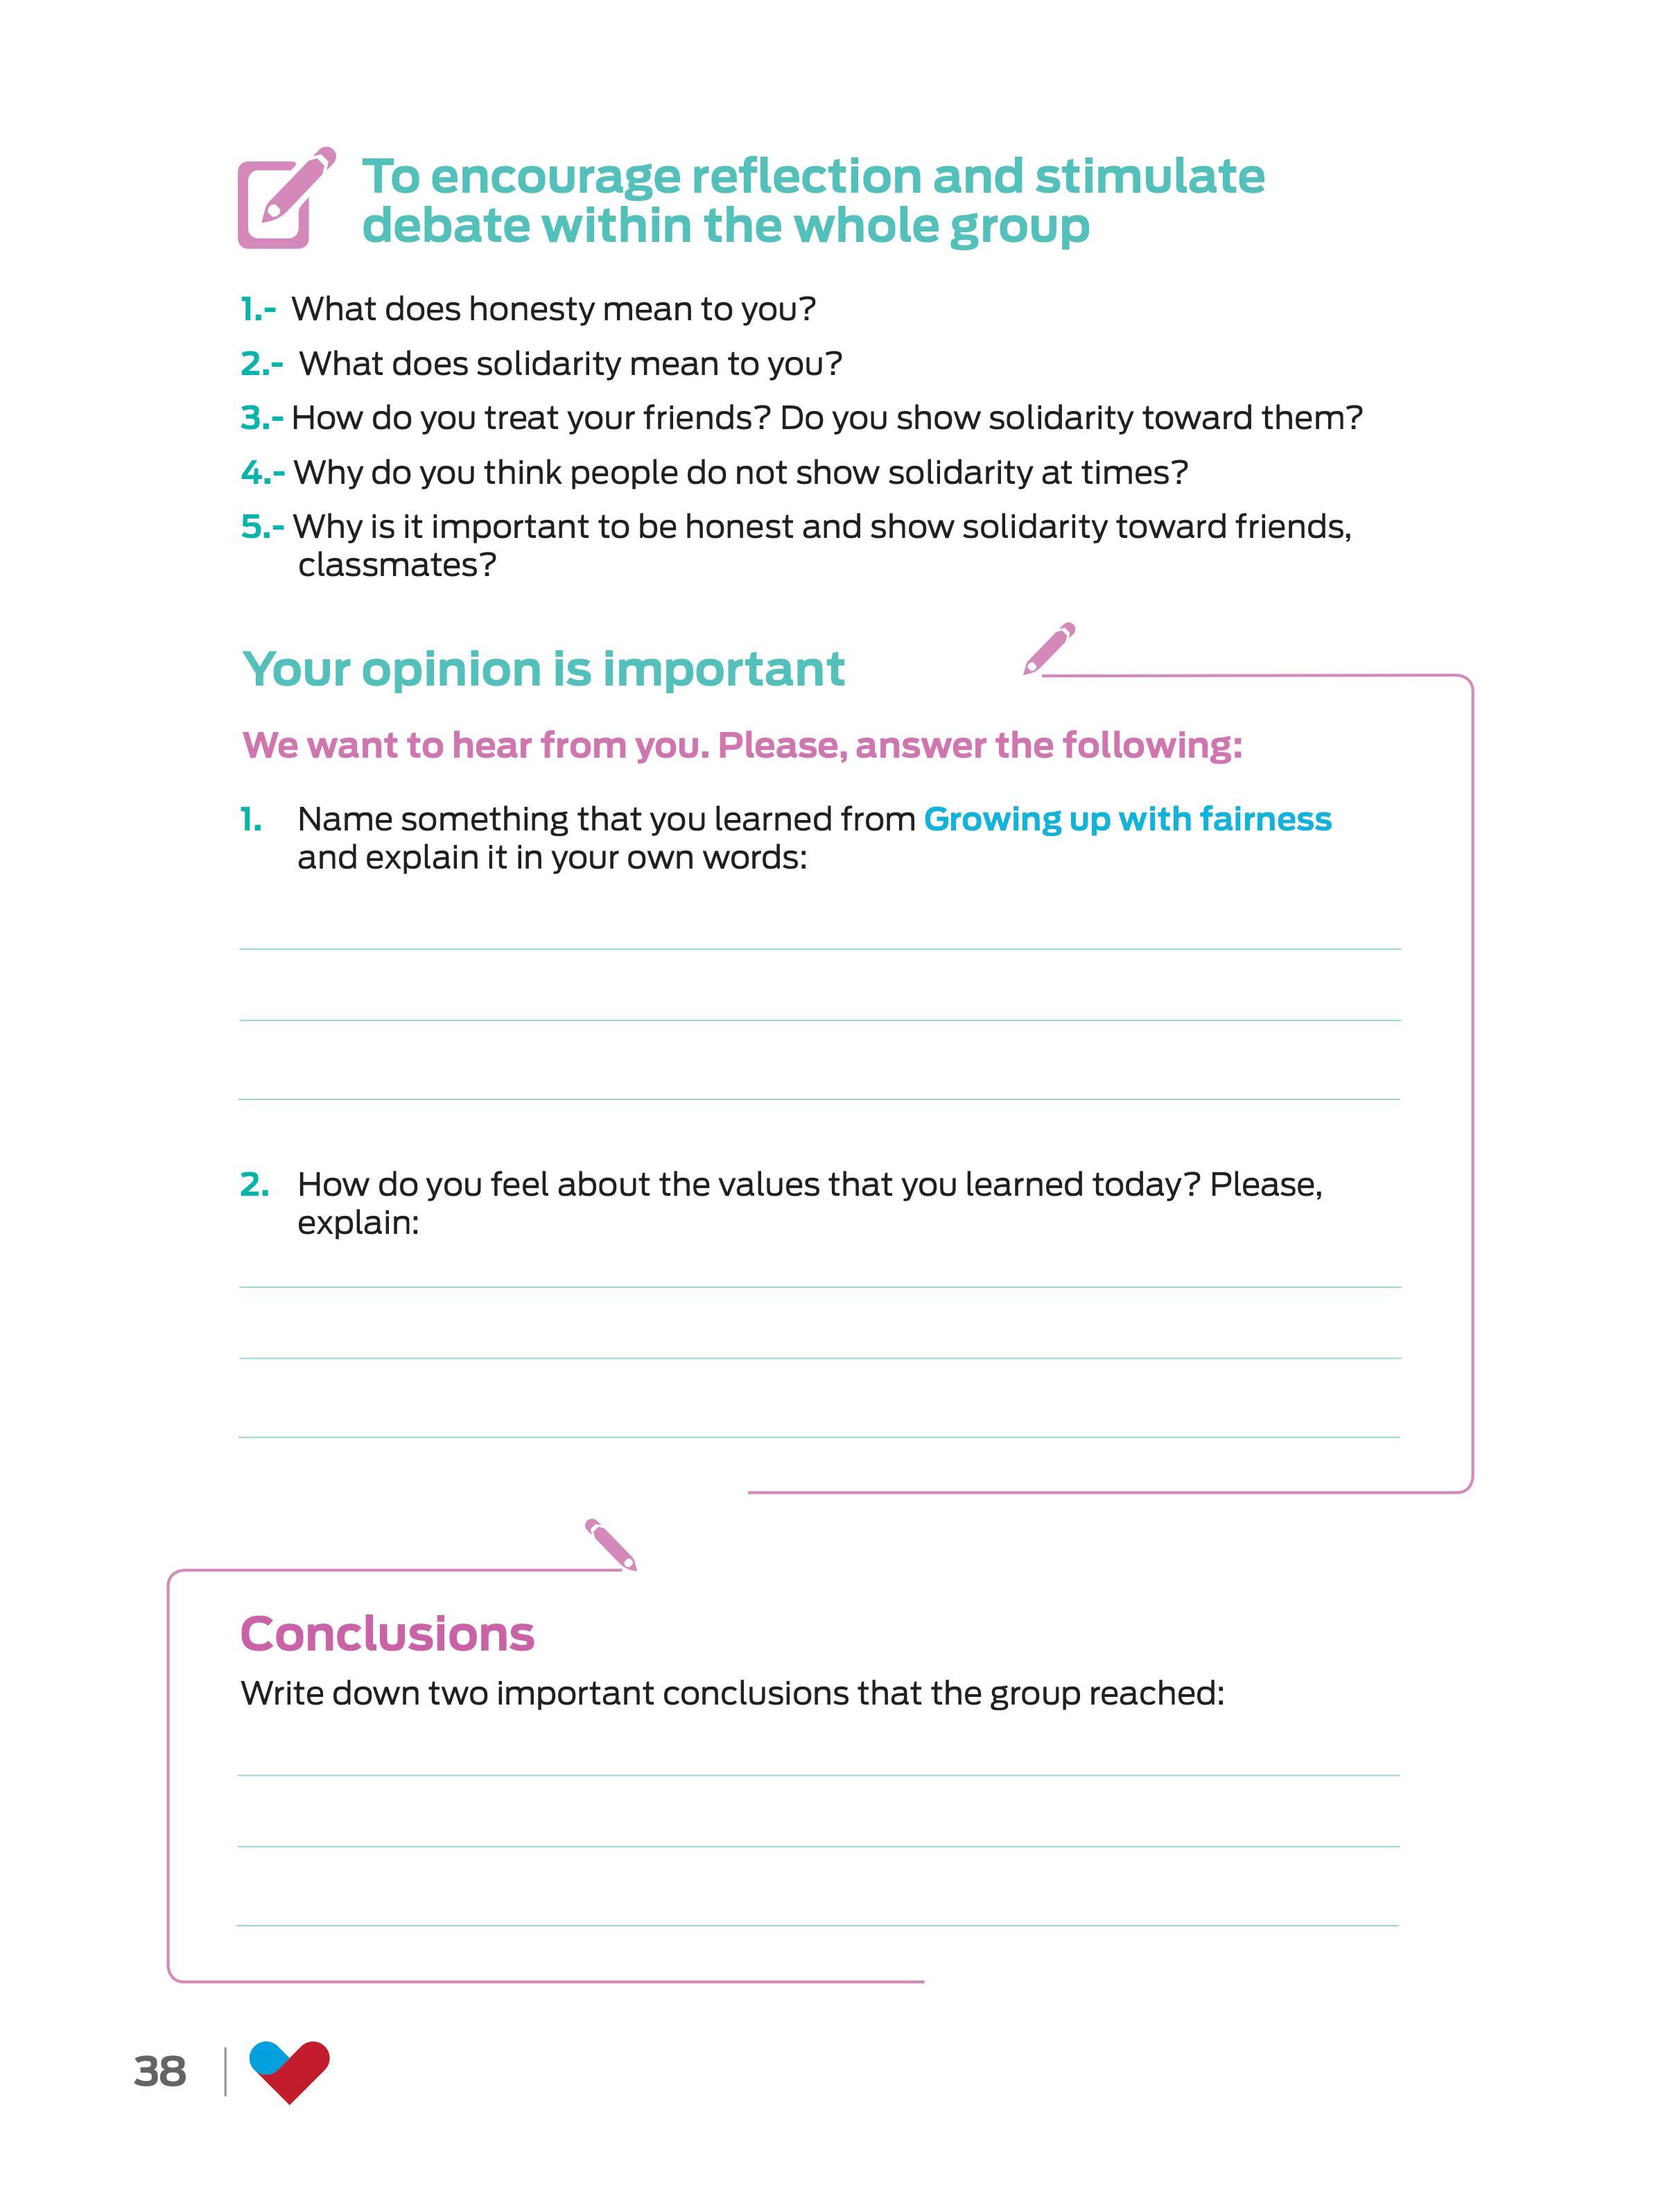 To encourage reflection and stimulate
debate within the whole group
1.- What does honesty mean to you?
2.- What does solidarity mean to you?
3.- How do you treat your friends? Do you show solidarity toward them?
4.- Why do you think people do not show solidarity at times?
5.- Why is it important to be honest and show solidarity toward friends,
classmates?
Your opinion is important
We want to hear from you. Please, answer the following:
1. Name something that you learned from Growing up with fairness
and explain it in your own words:
2. How do you feel about the values that you learned today? Please,
explain:
Conclusions
Write down two important conclusions that the group reached:
38